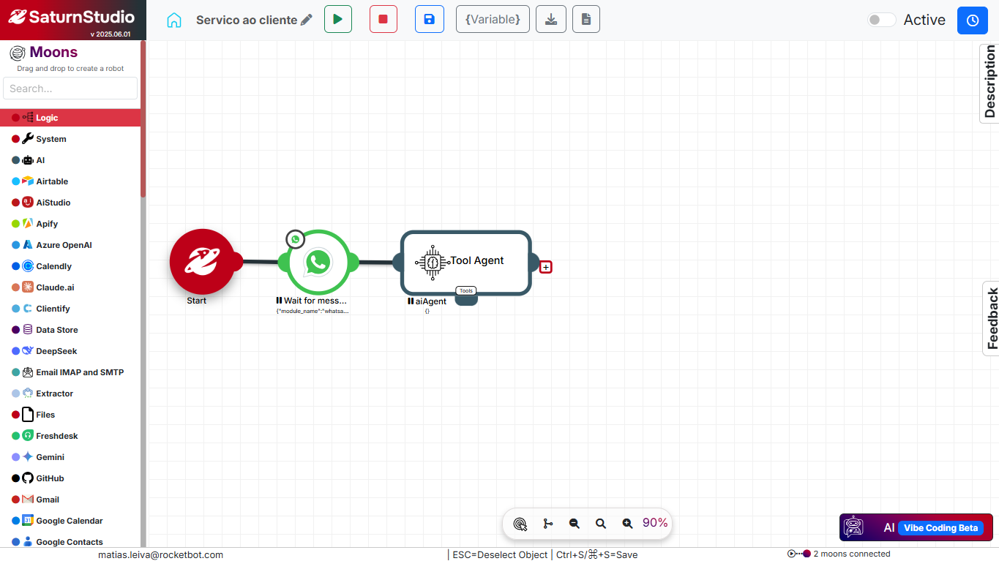 SaturnStudio
v 2025.06.01
Servico ao cliente
{Variable}
Active
Moons
Drag and drop to create a robot
Search...
Logic
System
AI
Airtable
AiStudio
Apify
Azure OpenAI
Calendly
Claude.ai
Clientify
Data Store
DeepSeek
Email IMAP and SMTP
Extractor
Files
Freshdesk
Gemini
GitHub
Gmail
Google Calendar
Google Contacts
Start
Wait for mess...
{"module_name":"whatsa...
Tool Agent
Tools
aiAgent
{}
+
Description
Feedback
90%
AI Vibe Coding Beta
matias.leiva@rocketbot.com
| ESC=Deselect Object | Ctrl+S/⌘+S=Save
2 moons connected